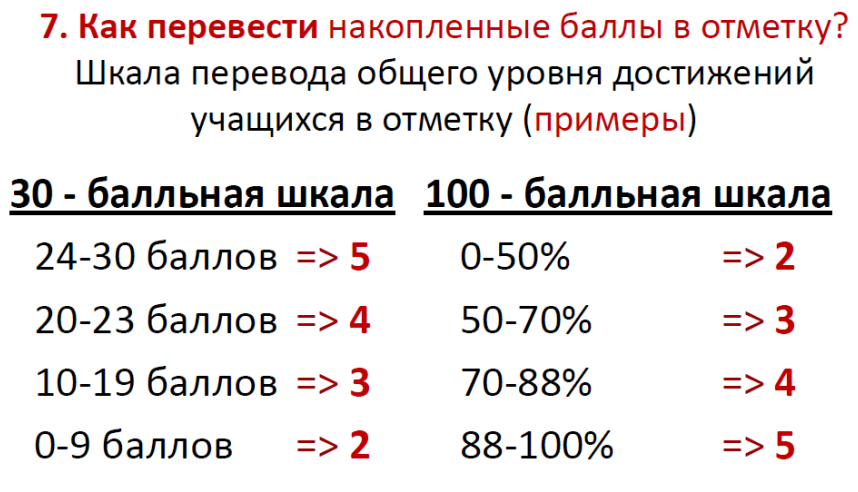 7. Как перевести накопленные баллы в отметку?
Шкала перевода общего уровня достижений
учащихся в отметку (примеры)
30 - балльная шкала
24-30 баллов => 5
20-23 баллов => 4
10-19 баллов => 3
0-9 баллов => 2
100 - балльная шкала
0-50% => 2
50-70% => 3
70-88% => 4
88-100% => 5